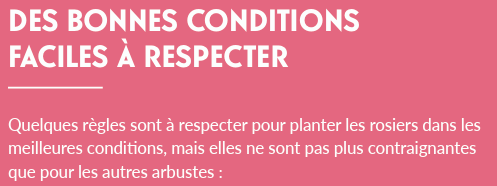 DES BONNES CONDITIONS
FACILES À RESPECTER
Quelques règles sont à respecter pour planter les rosiers dans les
meilleures conditions, mais elles ne sont pas plus contraignantes
que pour les autres arbustes :